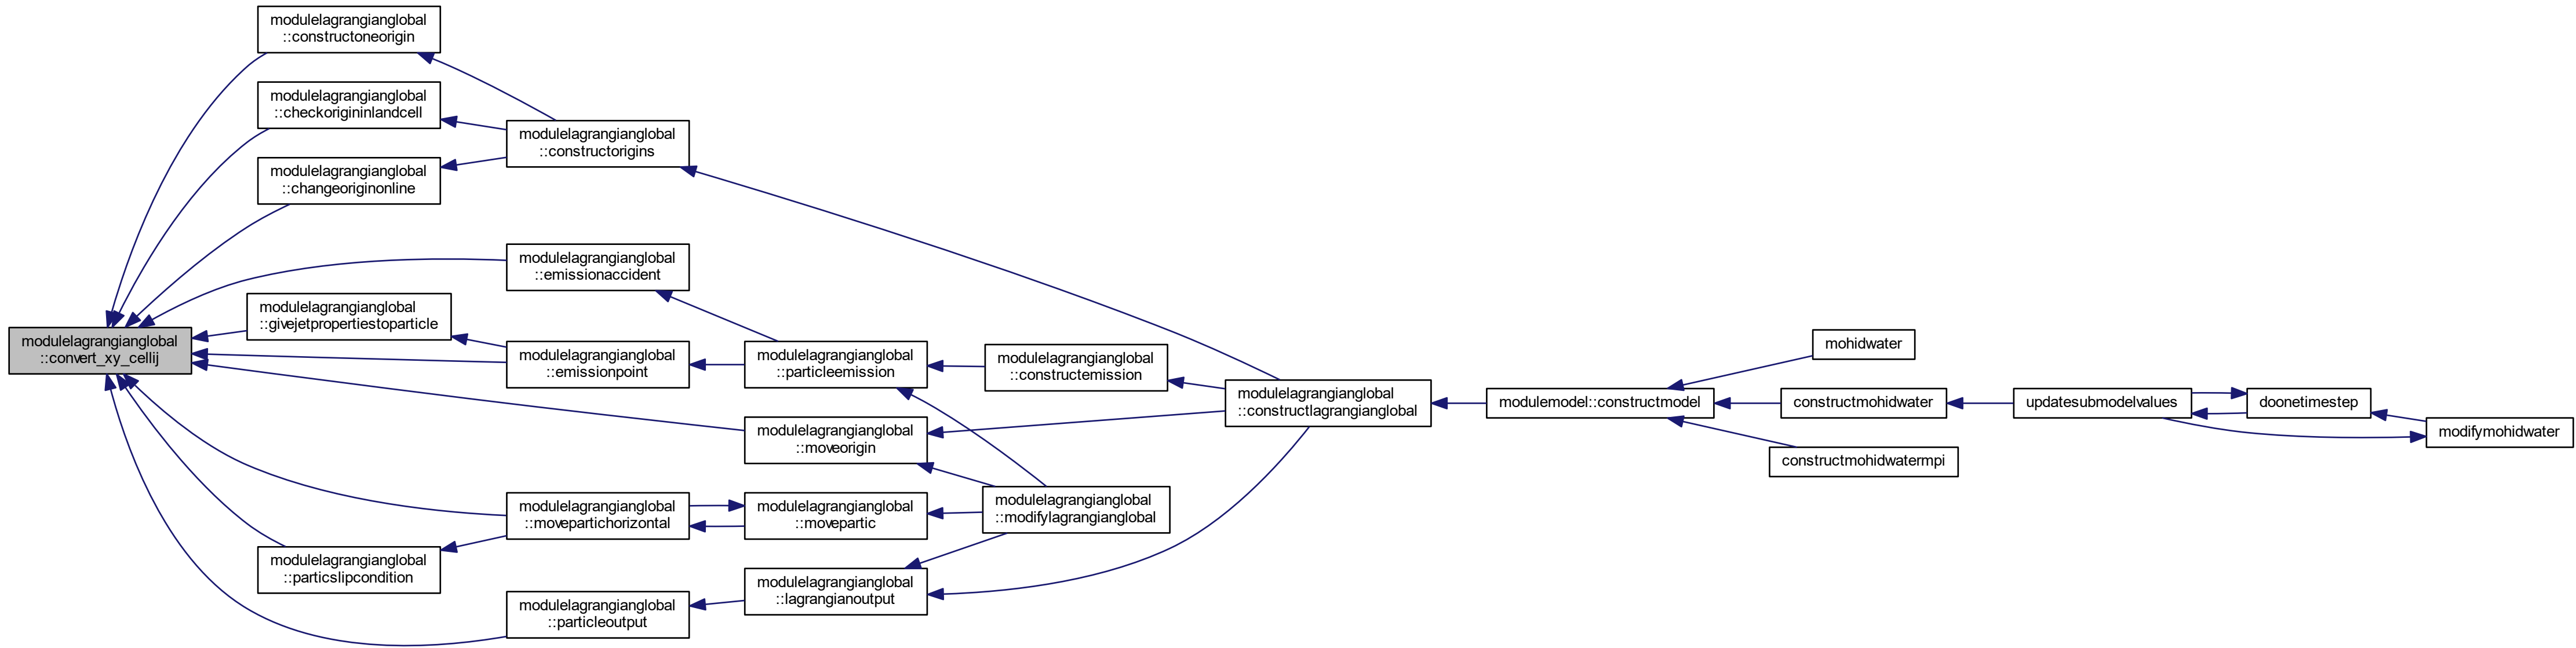 modulelagrangianglobal
::constructoneorigin
modulelagrangianglobal
::checkorigininlandcell
modulelagrangianglobal
::changeoriginonline
modulelagrangianglobal
::constructorigins
modulelagrangianglobal
::emissionaccident
modulelagrangianglobal
::givejetpropertiestoparticle
modulelagrangianglobal
::convert_xy_cellij
modulelagrangianglobal
::emissionpoint
modulelagrangianglobal
::particleemission
modulelagrangianglobal
::constructemission
modulelagrangianglobal
::constructlagrangianglobal
modulemodel::constructmodel
mohidwater
constructmohidwater
constructmohidwatermpi
updatesubmodelvalues
doonetimestep
modifymohidwater
modulelagrangianglobal
::moveorigin
modulelagrangianglobal
::movepartichorizontal
modulelagrangianglobal
::movepartic
modulelagrangianglobal
::modifylagrangianglobal
modulelagrangianglobal
::particslipcondition
modulelagrangianglobal
::lagrangianoutput
modulelagrangianglobal
::particleoutput